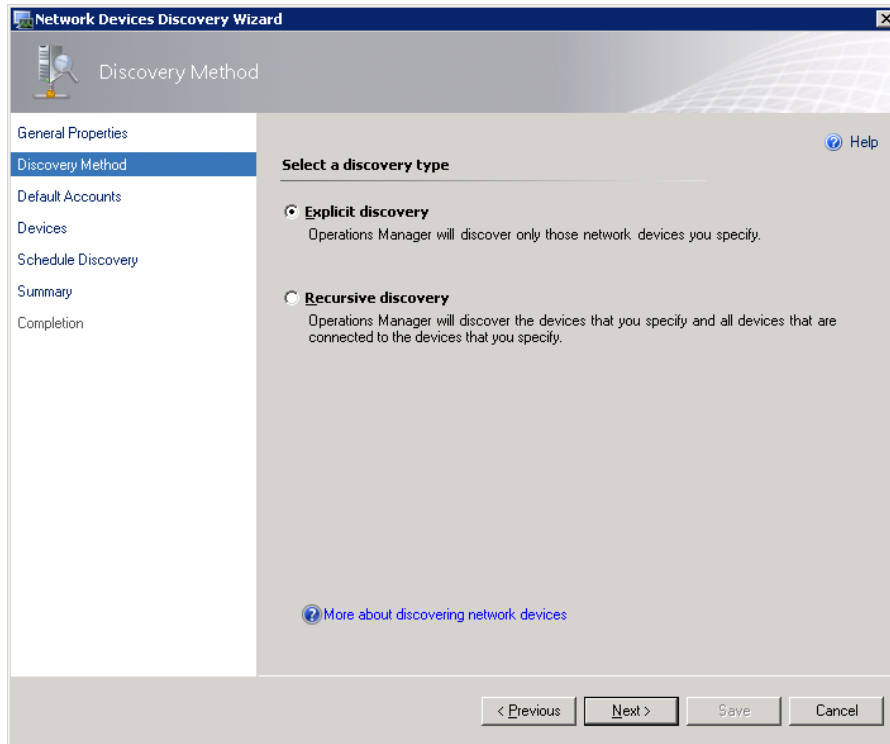 Network Devices Discovery Wizard
Discovery Method
General Properties
Discovery Method
Default Accounts
Devices
Schedule Discovery
Summary
Completion
Help
Select a discovery type
Explicit discovery
Operations Manager will discover only those network devices you specify.
Recursive discovery
Operations Manager will discover the devices that you specify and all devices that are
connected to the devices that you specify.
More about discovering network devices
< Previous
Next >
Save
Cancel